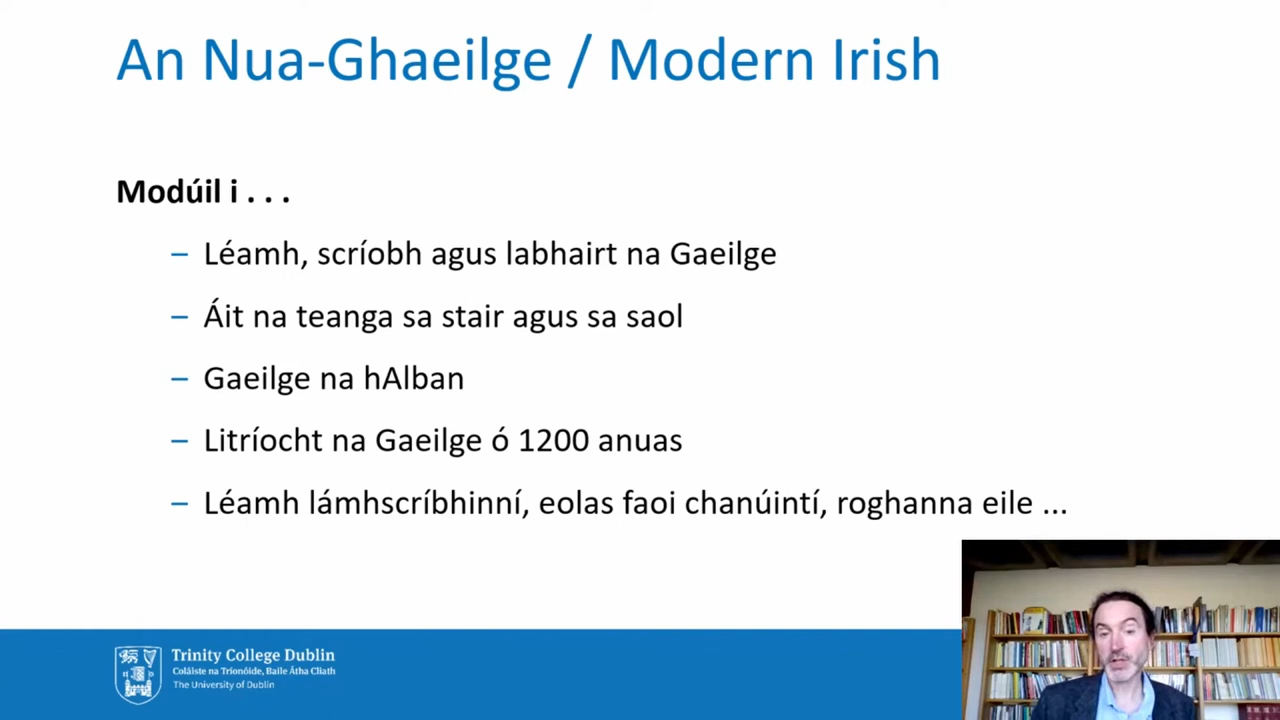 An Nua-Ghaeilge / Modern Irish
Modúil i . . .
– Léamh, scríobh agus labhairt na Gaeilge
– Áit na teanga sa stair agus sa saol
– Gaeilge na hAlban
– Litríocht na Gaeilge ó 1200 anuas
– Léamh lámhscríbhinní, eolas faoi chanúintí, roghanna eile ...
Trinity College Dublin
Coláiste na Tríonóide, Baile Átha Cliath
The University of Dublin